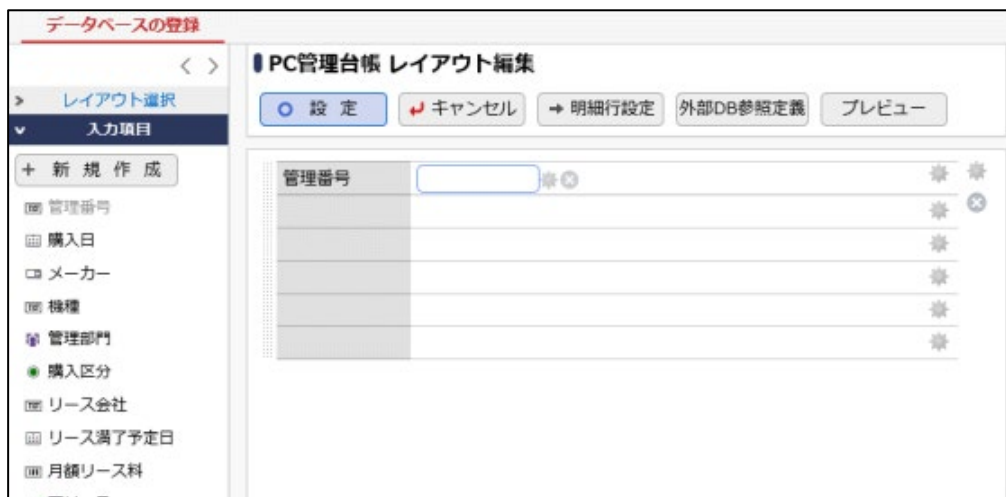 データベースの登録
< >
> レイアウト選択
v 入力項目
+ 新規作成
管理番号
購入日
メーカー
機種
管理部門
購入区分
リース会社
リース満了予定日
月額リース料
PC管理台帳 レイアウト編集
設定 キャンセル → 明細行設定 外部DB参照定義 プレビュー
管理番号